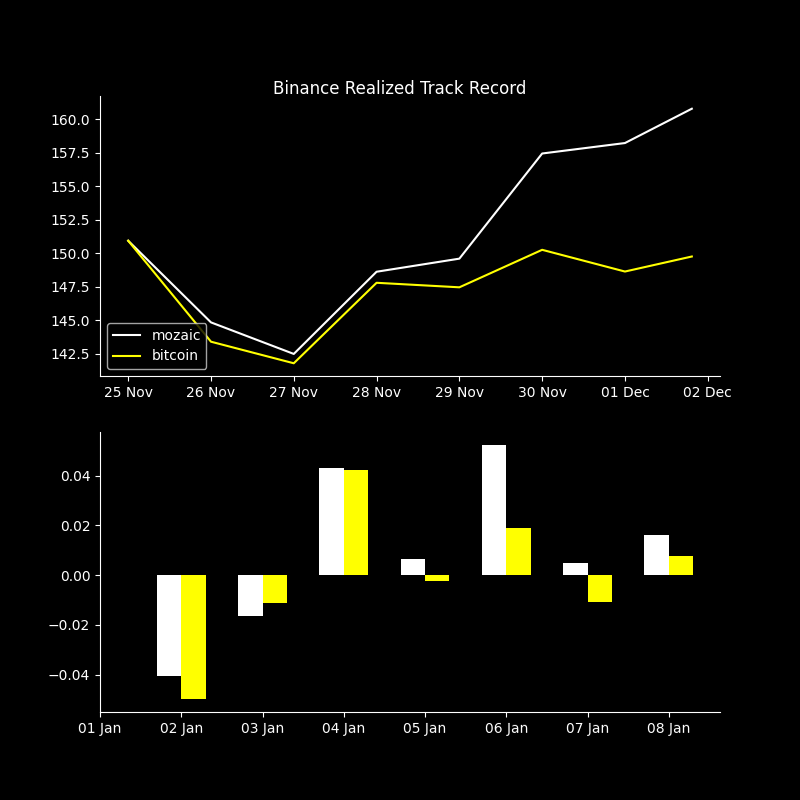 Binance Realized Track Record
160.0
157.5
155.0
152.5
150.0
147.5
145.0
142.5
mozaic
bitcoin
25 Nov 26 Nov 27 Nov 28 Nov 29 Nov 30 Nov 01 Dec 02 Dec
0.04
0.02
0.00
−0.02
−0.04
01 Jan 02 Jan 03 Jan 04 Jan 05 Jan 06 Jan 07 Jan 08 Jan